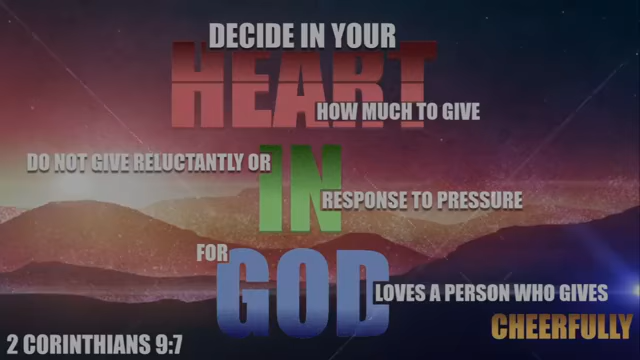 DECIDE IN YOUR
HEART
HOW MUCH TO GIVE
DO NOT GIVE RELUCTANTLY OR
IN
RESPONSE TO PRESSURE
FOR
GOD
LOVES A PERSON WHO GIVES
CHEERFULLY
2 CORINTHIANS 9:7